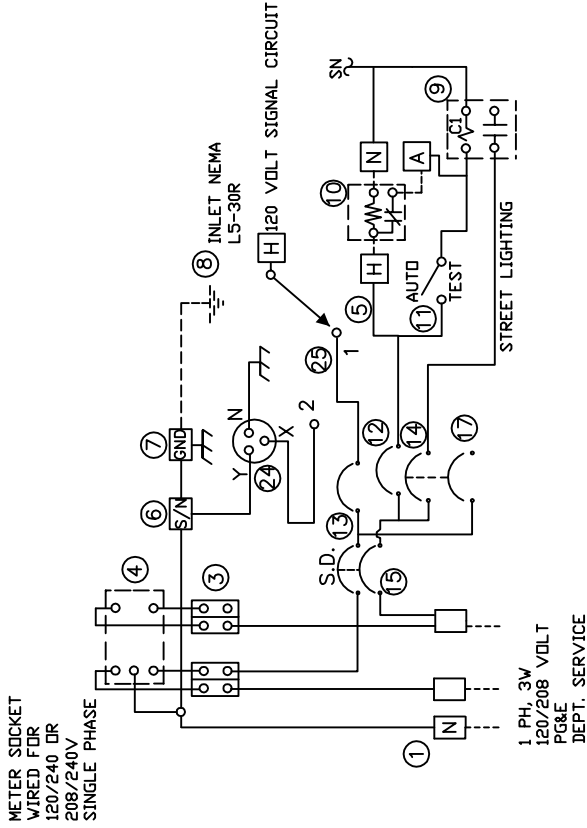 METER SOCKET
WIRED FOR
120/240 OR
208/240V
SINGLE PHASE
4
3
6
S/N
7
GND
8
INLET NEMA
L5-30R
H
120 VOLT SIGNAL CIRCUIT
N
Y
X
24
2
25
1
5
H
10
N
A
SN
9
C1
11
AUTO
TEST
STREET LIGHTING
S.D.
13
12
14
17
15
1
N
1 PH, 3W
120/208 VOLT
PG&E
DEPT. SERVICE